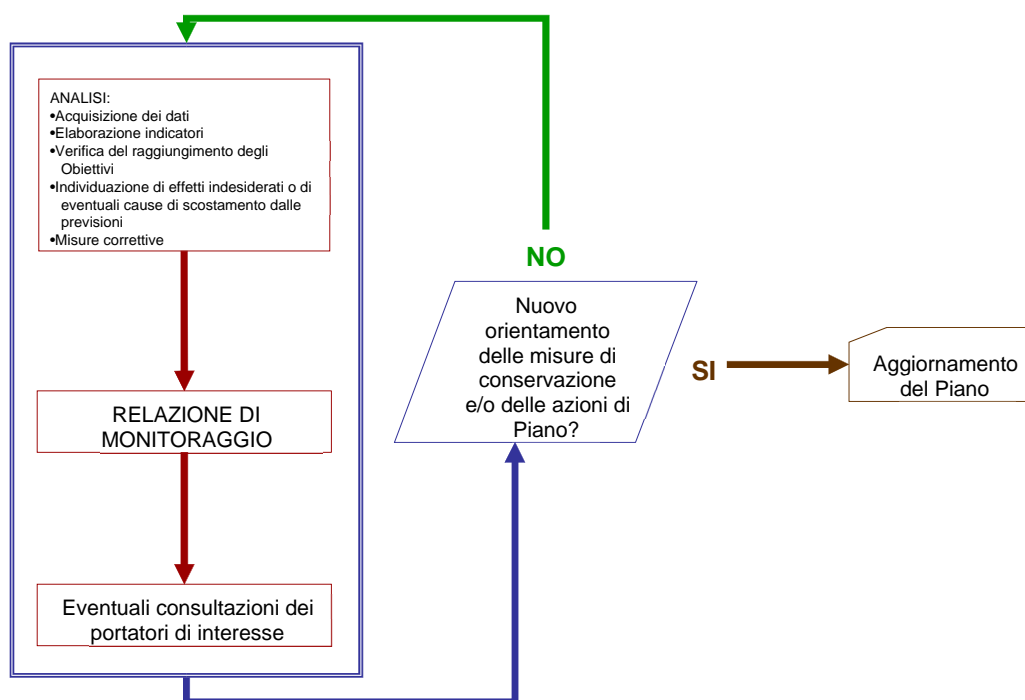 ANALISI:
•Acquisizione dei dati
•Elaborazione indicatori
•Verifica del raggiungimento degli
Obiettivi
•Individuazione di effetti indesiderati o di
eventuali cause di scostamento dalle
previsioni
•Misure correttive
RELAZIONE DI
MONITORAGGIO
Eventuali consultazioni dei
portatori di interesse
NO
Nuovo
orientamento
delle misure di
conservazione
e/o delle azioni di
Piano?
SI
Aggiornamento
del Piano